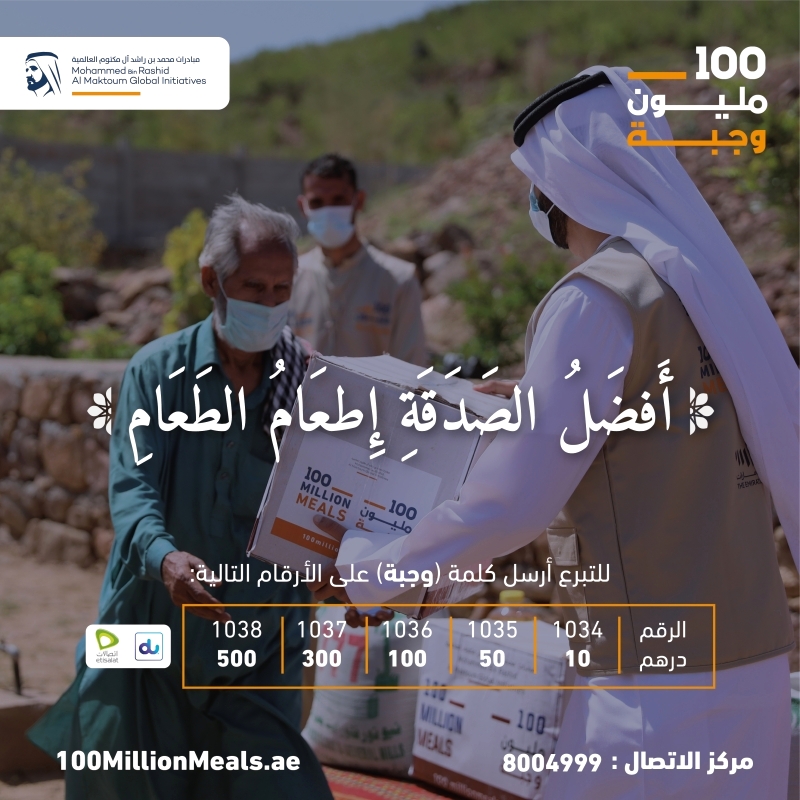 مبادرات محمد بن راشد آل مكتوم العالمية
Mohammed Bin Rashid
Al Maktoum Global Initiatives
100
مليون
وجبة
أَفضَلُ الصَدَقَةِ إِطعَامُ الطَعَامِ
100
MILLION
MEALS
100
مليون
للتبرع أرسل كلمة (وجبة) على الأرقام التالية:
الرقم 1034 1035 1036 1037 1038
درهم 10 50 100 300 500
اتصالات
etisalat
du
MILLION
MEALS
100
مركز الاتصال : 8004999
100MillionMeals.ae